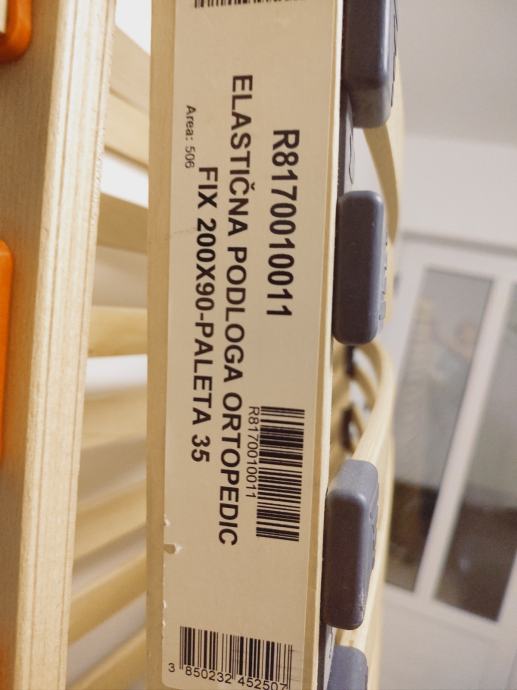 R8170010011
ELASTIČNA PODLOGA ORTOPEDIC
FIX 200X90-PALETA 35
Area: 506
R8170010011
3 850232 452507